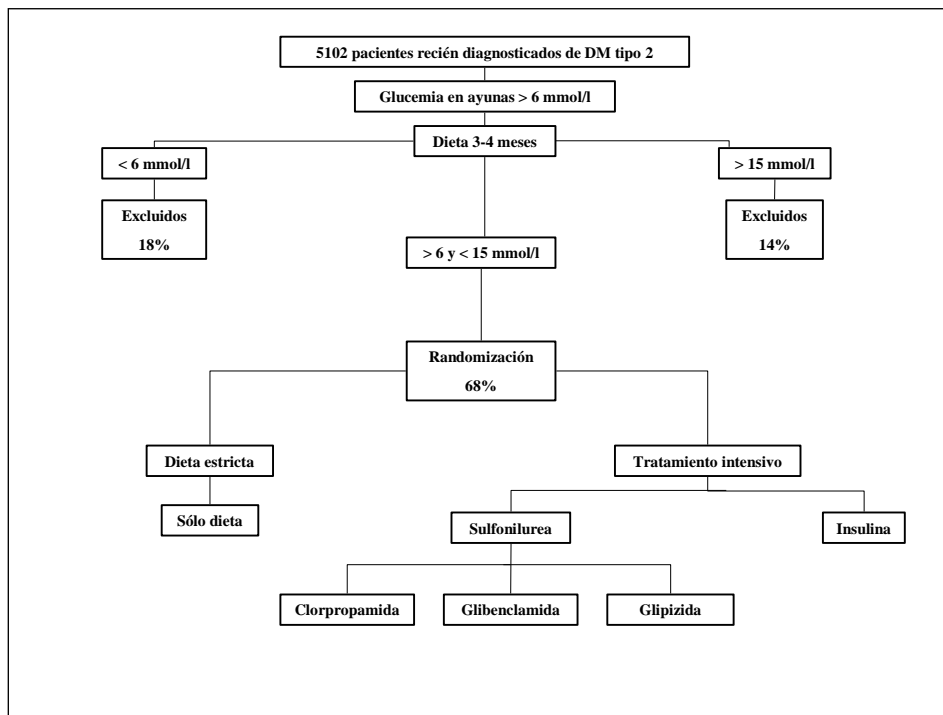 5102 pacientes recién diagnosticados de DM tipo 2
Glucemia en ayunas > 6 mmol/l
Dieta 3-4 meses
< 6 mmol/l
> 15 mmol/l
Excluidos
18%
Excluidos
14%
> 6 y < 15 mmol/l
Randomización
68%
Dieta estricta
Tratamiento intensivo
Sólo dieta
Sulfonilurea
Insulina
Clorpropamida
Glibenclamida
Glipizida